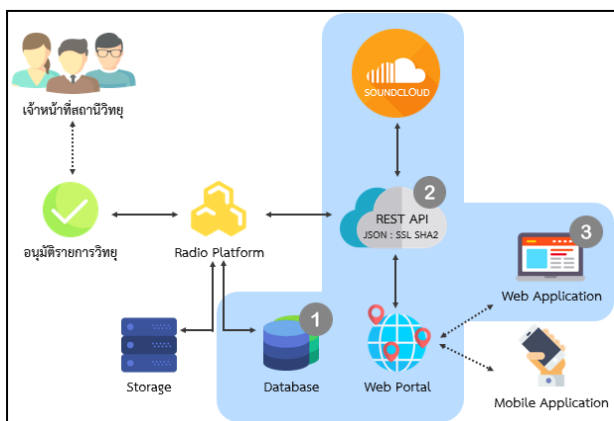 SOUNDCLOUD
เจ้าหน้าที่สถานีวิทยุ
2
REST API
JSON : SSL SHA2
3
อนุมัติรายการวิทยุ
Radio Platform
Web Application
1
Storage
Database
Web Portal
Mobile Application